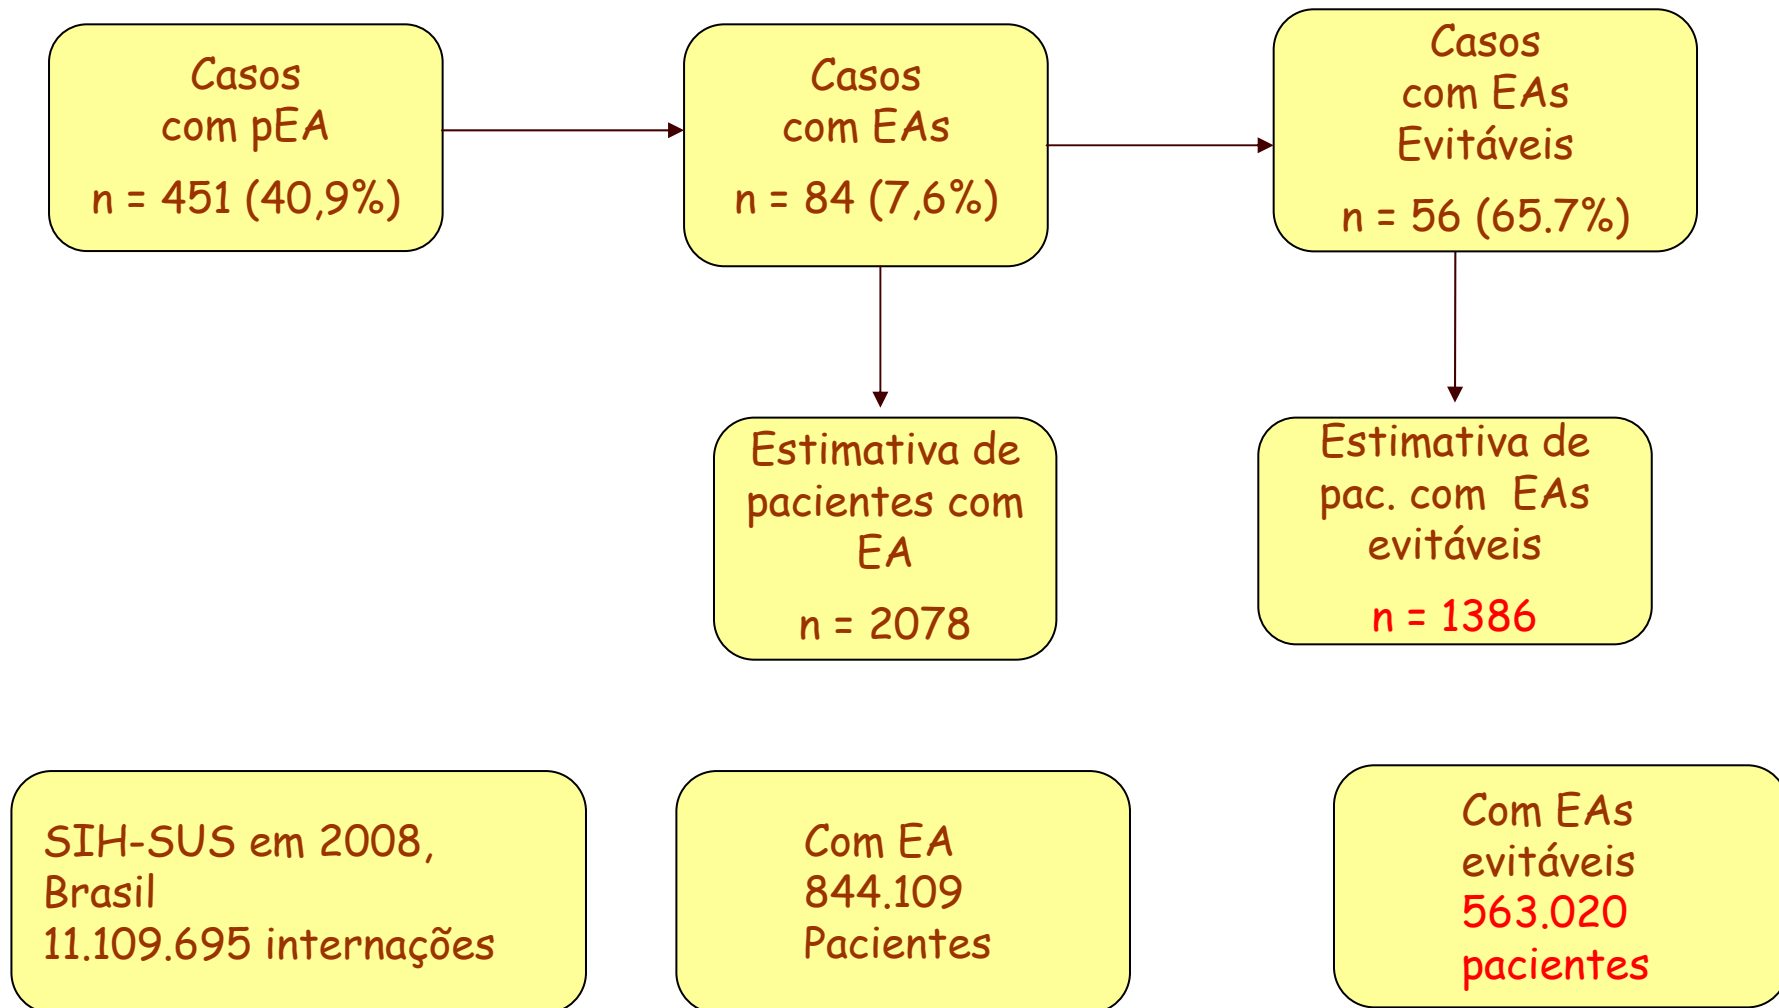 Casos
com pEA
n = 451 (40,9%)
Casos
com EAs
n = 84 (7,6%)
Casos
com EAs
Evitáveis
n = 56 (65.7%)
Estimativa de
pacientes com
EA
n = 2078
Estimativa de
pac. com  EAs
evitáveis
n = 1386
SIH-SUS em 2008,
Brasil
11.109.695 internações
Com EA
844.109
Pacientes
Com EAs
evitáveis
563.020
pacientes